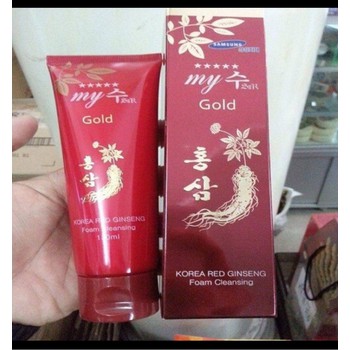 ★★★★★
my 수
Gold
홍
삼
KOREA RED GINSENG
Foam Cleansing
SAMSUNG
★★★★★
my 수
Gold
홍
삼
KOREA RED GINSENG
Foam Cleansing